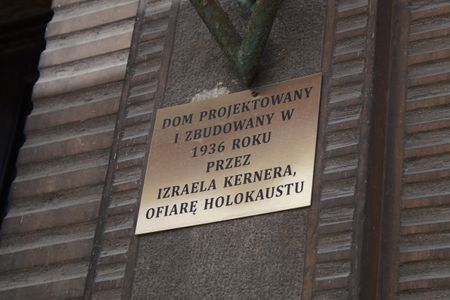 DOM PROJEKTOWANY
I ZBUDOWANY W
1936 ROKU
PRZEZ
IZRAELA KERNERA,
OFIARĘ HOLOKAUSTU